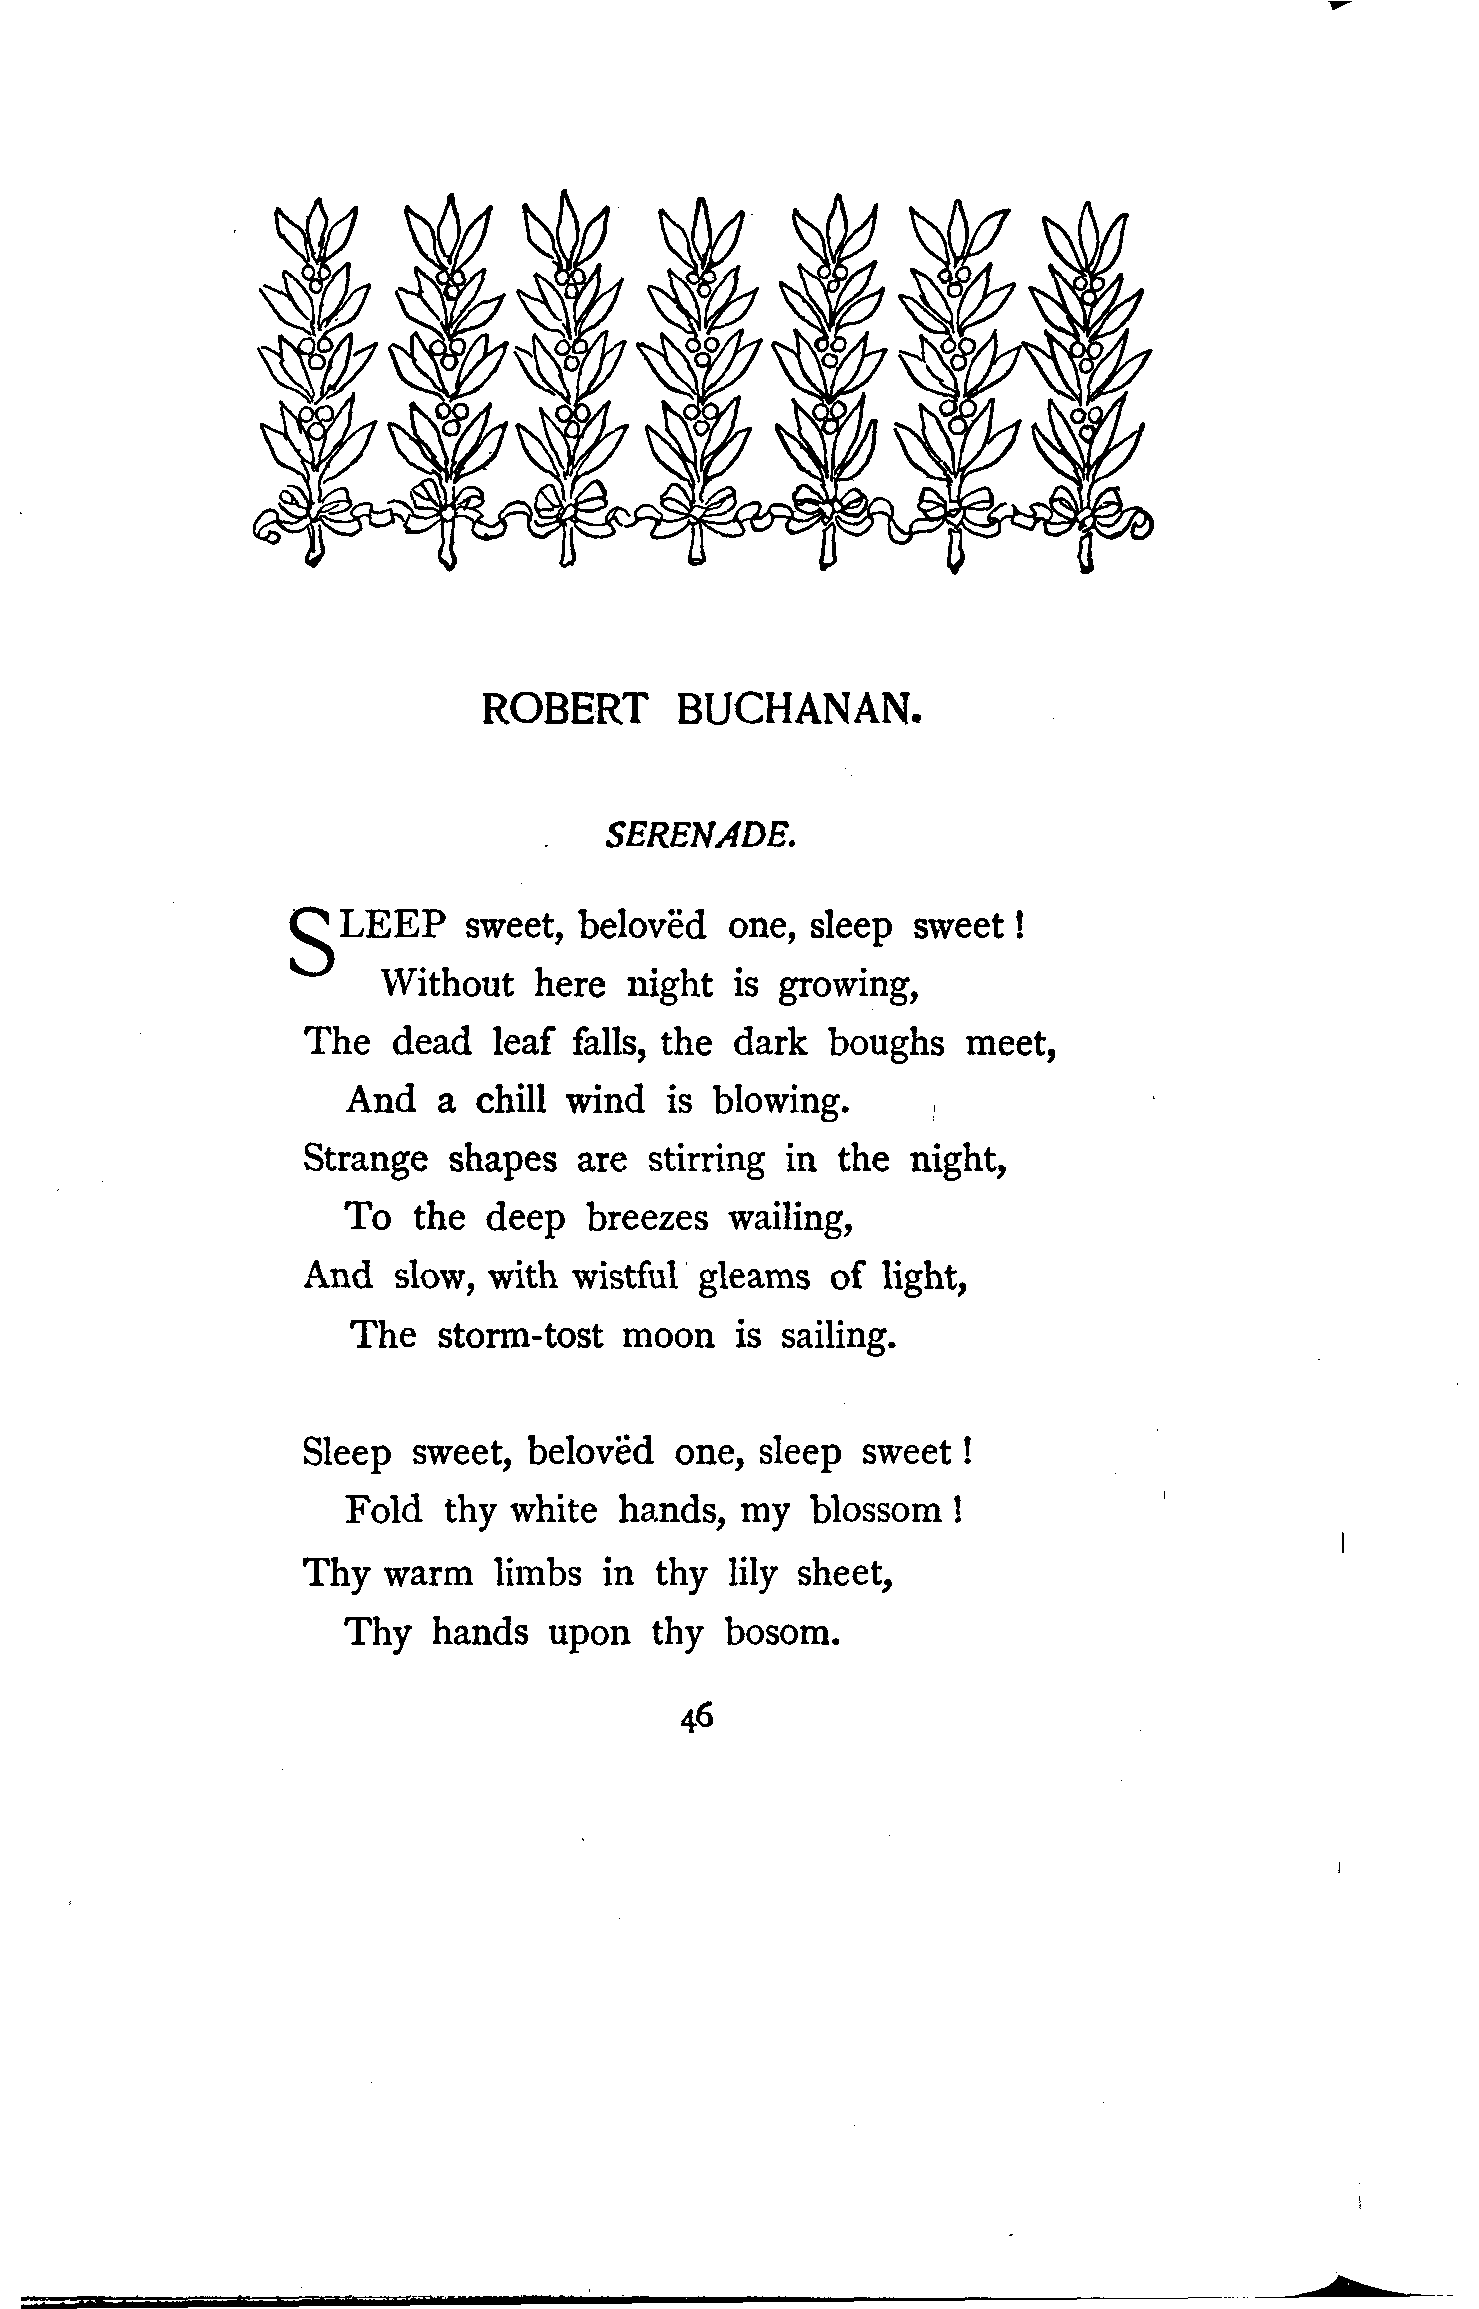 ROBERT BUCHANAN.
SERENADE.
SLEEP sweet, belovëd one, sleep sweet!
Without here night is growing,
The dead leaf falls, the dark boughs meet,
And a chill wind is blowing.
Strange shapes are stirring in the night,
To the deep breezes wailing,
And slow, with wistful gleams of light,
The storm-tost moon is sailing.
Sleep sweet, belovëd one, sleep sweet!
Fold thy white hands, my blossom!
Thy warm limbs in thy lily sheet,
Thy hands upon thy bosom.
46